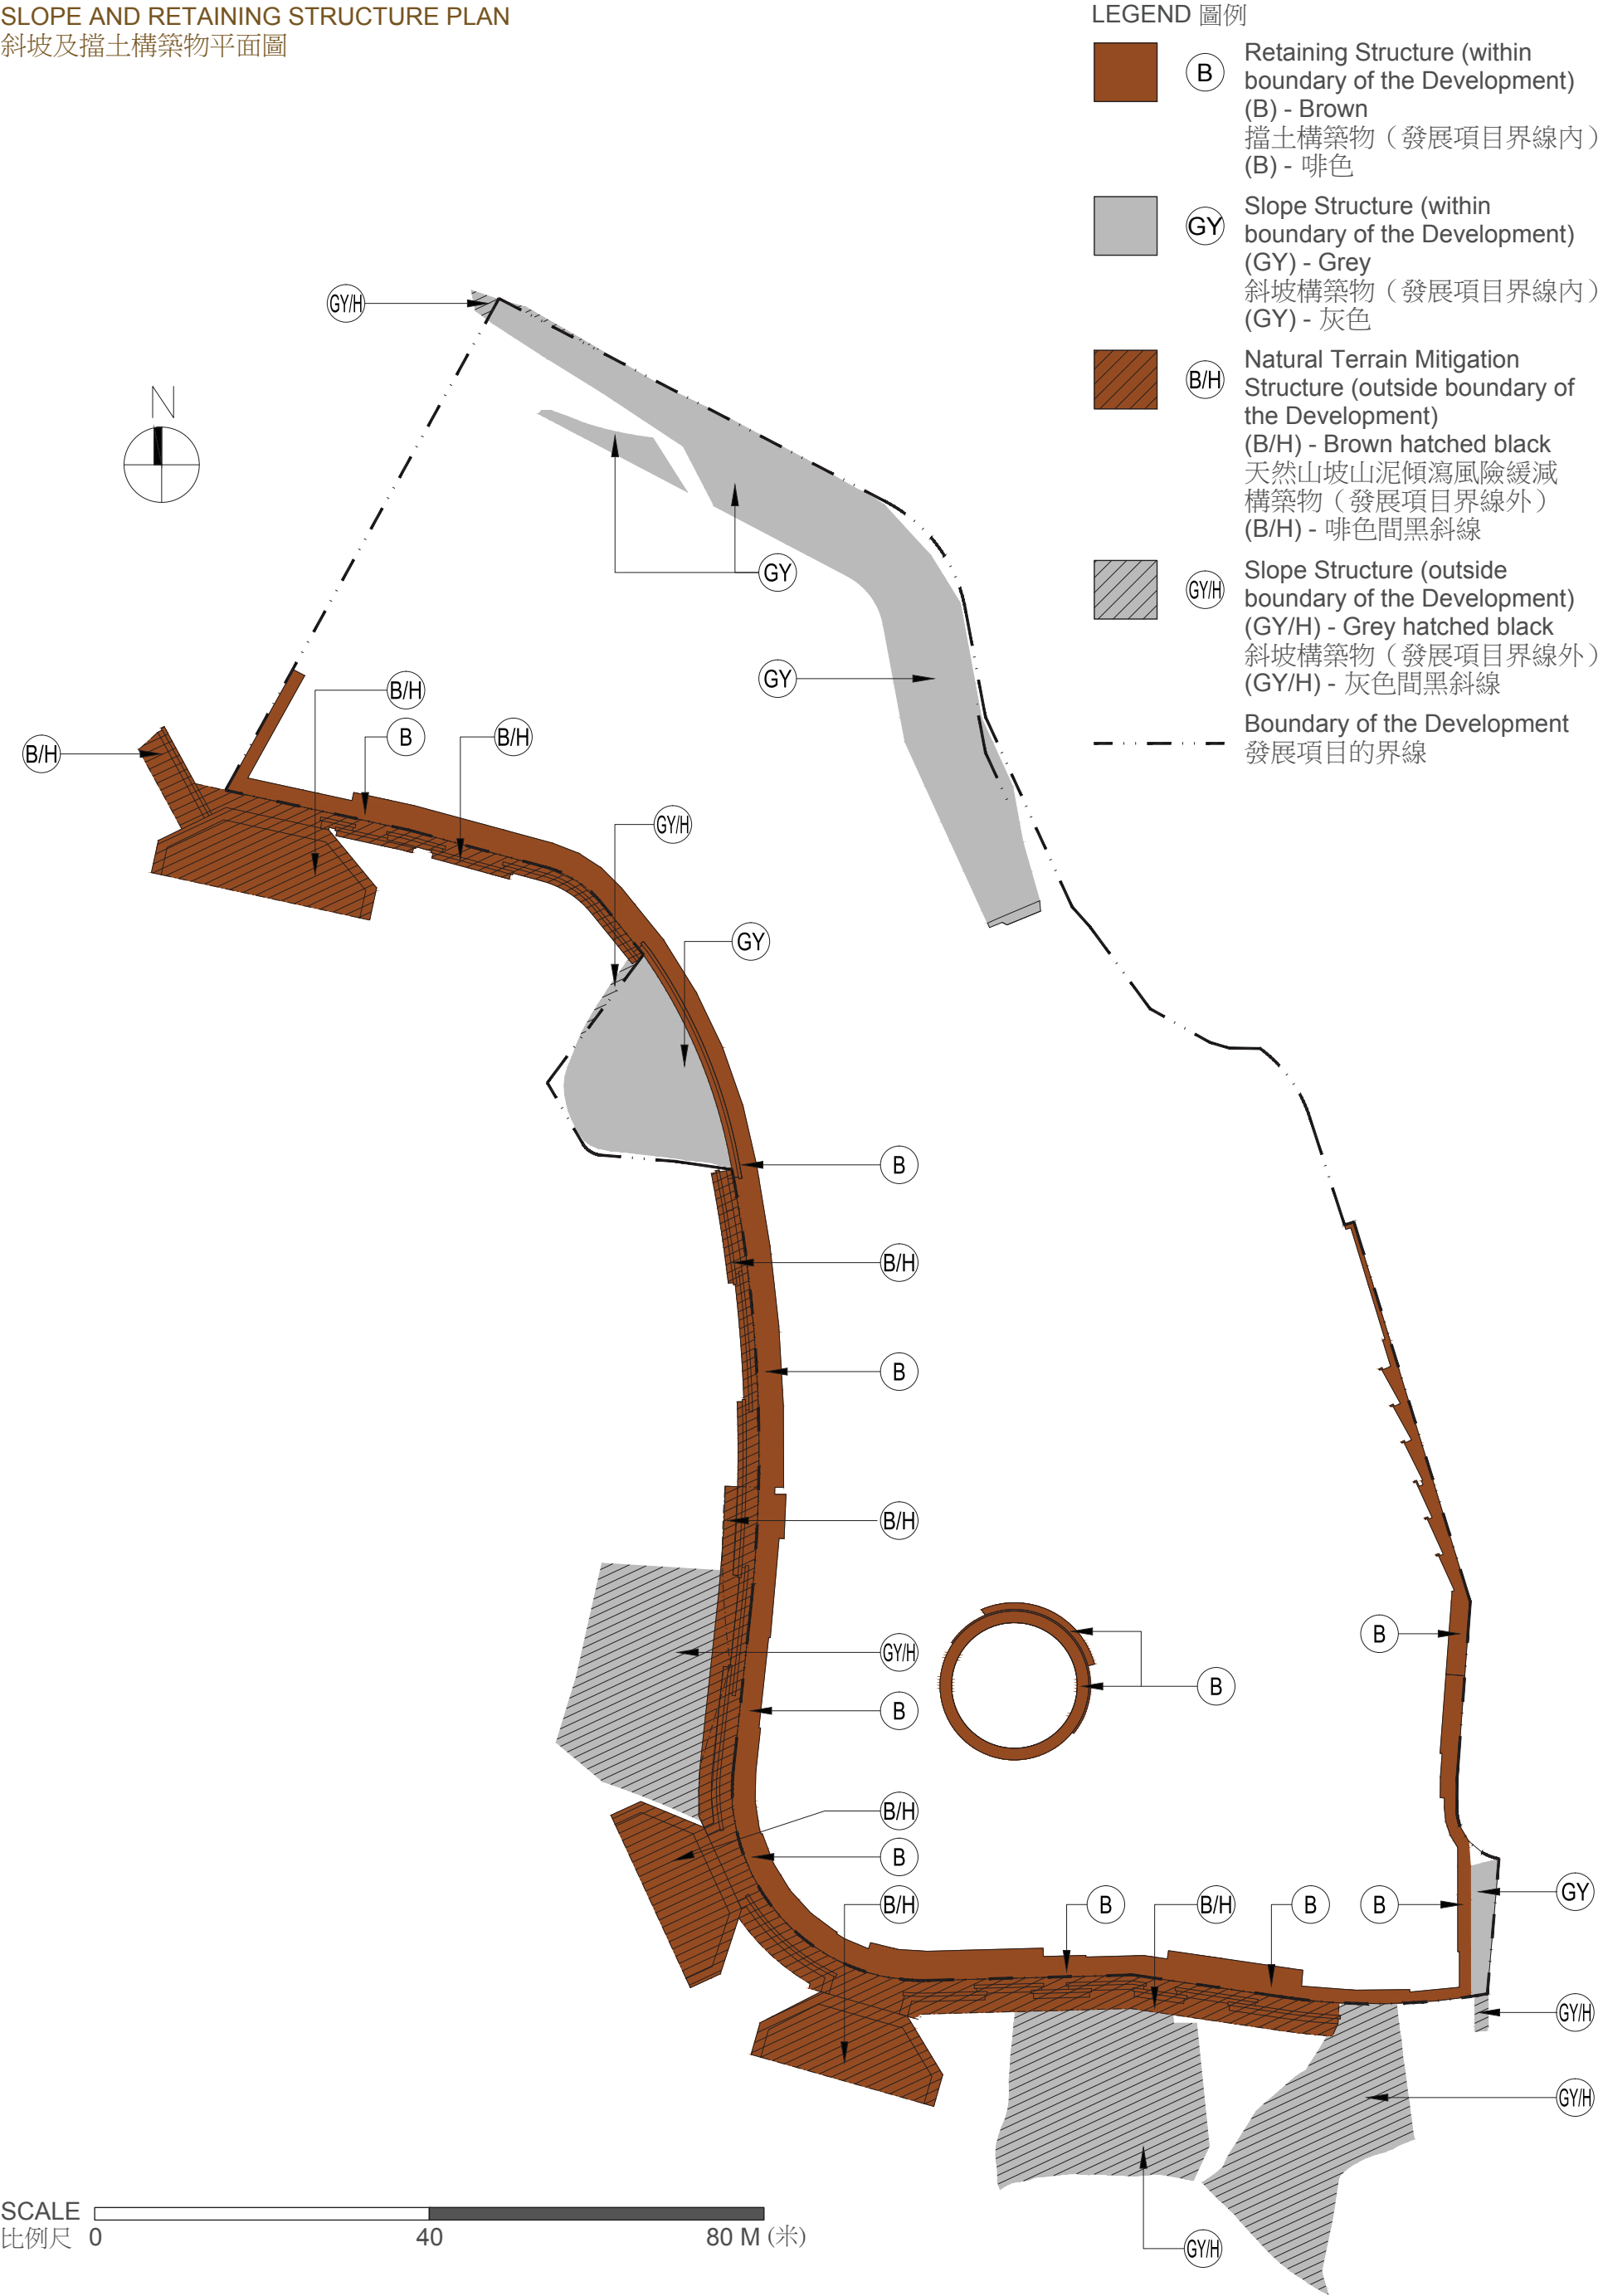 SLOPE AND RETAINING STRUCTURE PLAN
斜坡及擋土構築物平面圖
LEGEND 圖例
B
Retaining Structure (within
boundary of the Development)
(B) - Brown
擋土構築物（發展項目界線內）
(B) - 啡色
GY
Slope Structure (within
boundary of the Development)
(GY) - Grey
斜坡構築物（發展項目界線內）
(GY) - 灰色
B/H
Natural Terrain Mitigation
Structure (outside boundary of
the Development)
(B/H) - Brown hatched black
天然山坡山泥傾瀉風險緩減
構築物（發展項目界線外）
(B/H) - 啡色間黑斜線
GY/H
Slope Structure (outside
boundary of the Development)
(GY/H) - Grey hatched black
斜坡構築物（發展項目界線外）
(GY/H) - 灰色間黑斜線
Boundary of the Development
發展項目的界線
GY/H
N
GY
GY
B/H
B
B/H
B/H
GY/H
GY
B
B/H
B
B/H
GY/H
B
B
B
B/H
B
B/H
B
B/H
B
B
GY
GY/H
GY/H
GY/H
SCALE
比例尺
0 40 80 M (米)